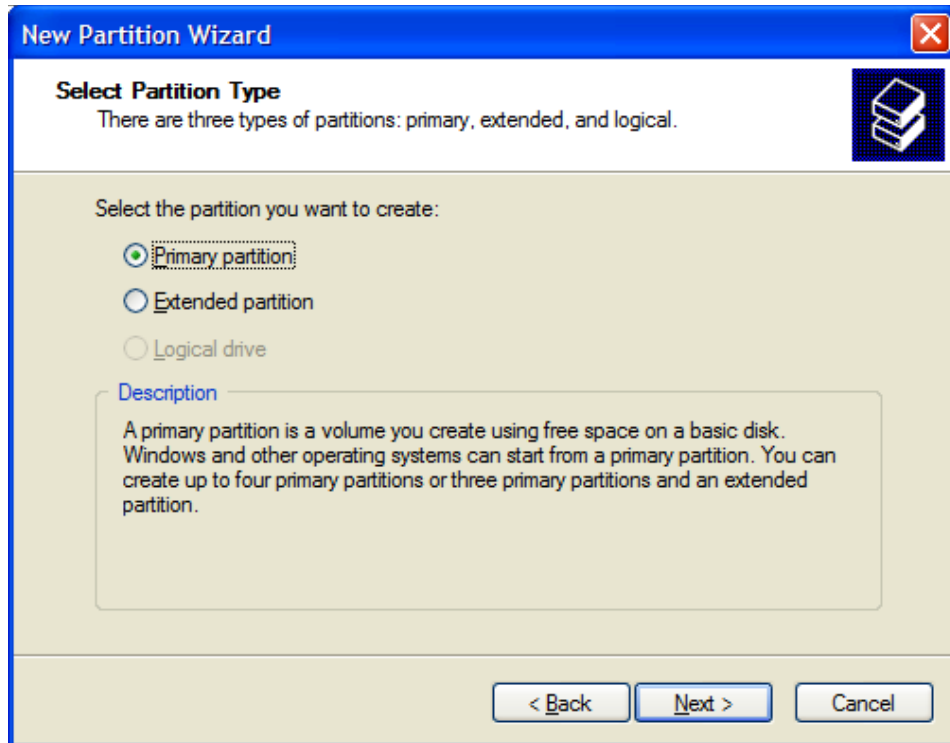 New Partition Wizard
Select Partition Type
There are three types of partitions: primary, extended, and logical.
Select the partition you want to create:
Primary partition
Extended partition
Logical drive
Description
A primary partition is a volume you create using free space on a basic disk.
Windows and other operating systems can start from a primary partition. You can
create up to four primary partitions or three primary partitions and an extended
partition.
< Back
Next >
Cancel